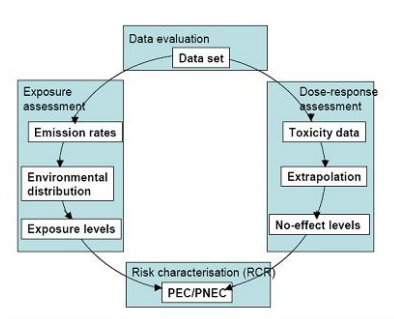 Data evaluation
Data set
Exposure
assessment
Emission rates
Environmental
distribution
Exposure levels
Dose-response
assessment
Toxicity data
Extrapolation
No-effect levels
Risk characterisation (RCR)
PEC/PNEC